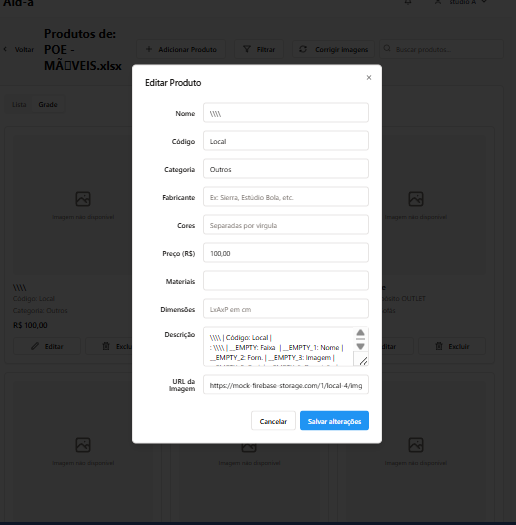 Studio A
Voltar
Produtos de:
POE -
MÃ▯VEIS.xlsx
+ Adicionar Produto
Filtrar
Corrigir Imagens
Buscar produtos...
Lista
Grade
Editar Produto
×
Nome
\\\\
Código
Local
Categoria
Outros
Fabricante
Ex: Sierra, Estúdio Bola, etc.
Cores
Separadas por vírgula
Preço (R$)
100,00
Materiais
Dimensões
LxAxP em cm
Descrição
\\\\ | Código: Local |
: \\\\ | __EMPTY: Faixa | __EMPTY_1: Nome |
__EMPTY_2: Forn. | __EMPTY_3: Imagem |
URL da
Imagem
https://mock-firebase-storage.com/1/local-4/img
Cancelar
Salvar alterações
Imagem não disponível
\\\\
Código: Local
Categoria: Outros
R$ 100,00
Editar
Imagem não disponível
OUTLET
Excluir
Imagem não disponível
Imagem não disponível
Imagem não disponível